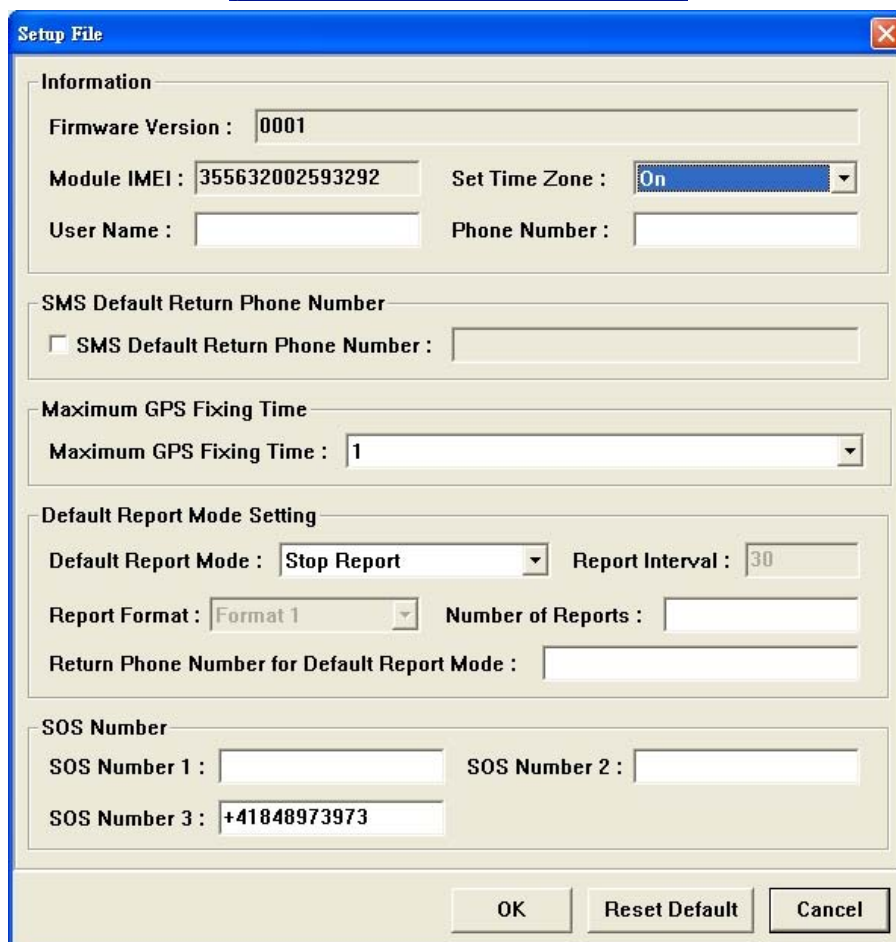 Setup File
Information
Firmware Version : 0001
Module IMEI : 355632002593292 Set Time Zone : On
User Name : Phone Number :
SMS Default Return Phone Number
SMS Default Return Phone Number :
Maximum GPS Fixing Time
Maximum GPS Fixing Time : 1
Default Report Mode Setting
Default Report Mode : Stop Report Report Interval : 30
Report Format : Format 1 Number of Reports :
Return Phone Number for Default Report Mode :
SOS Number
SOS Number 1 : SOS Number 2 :
SOS Number 3 : +41848973973
OK Reset Default Cancel